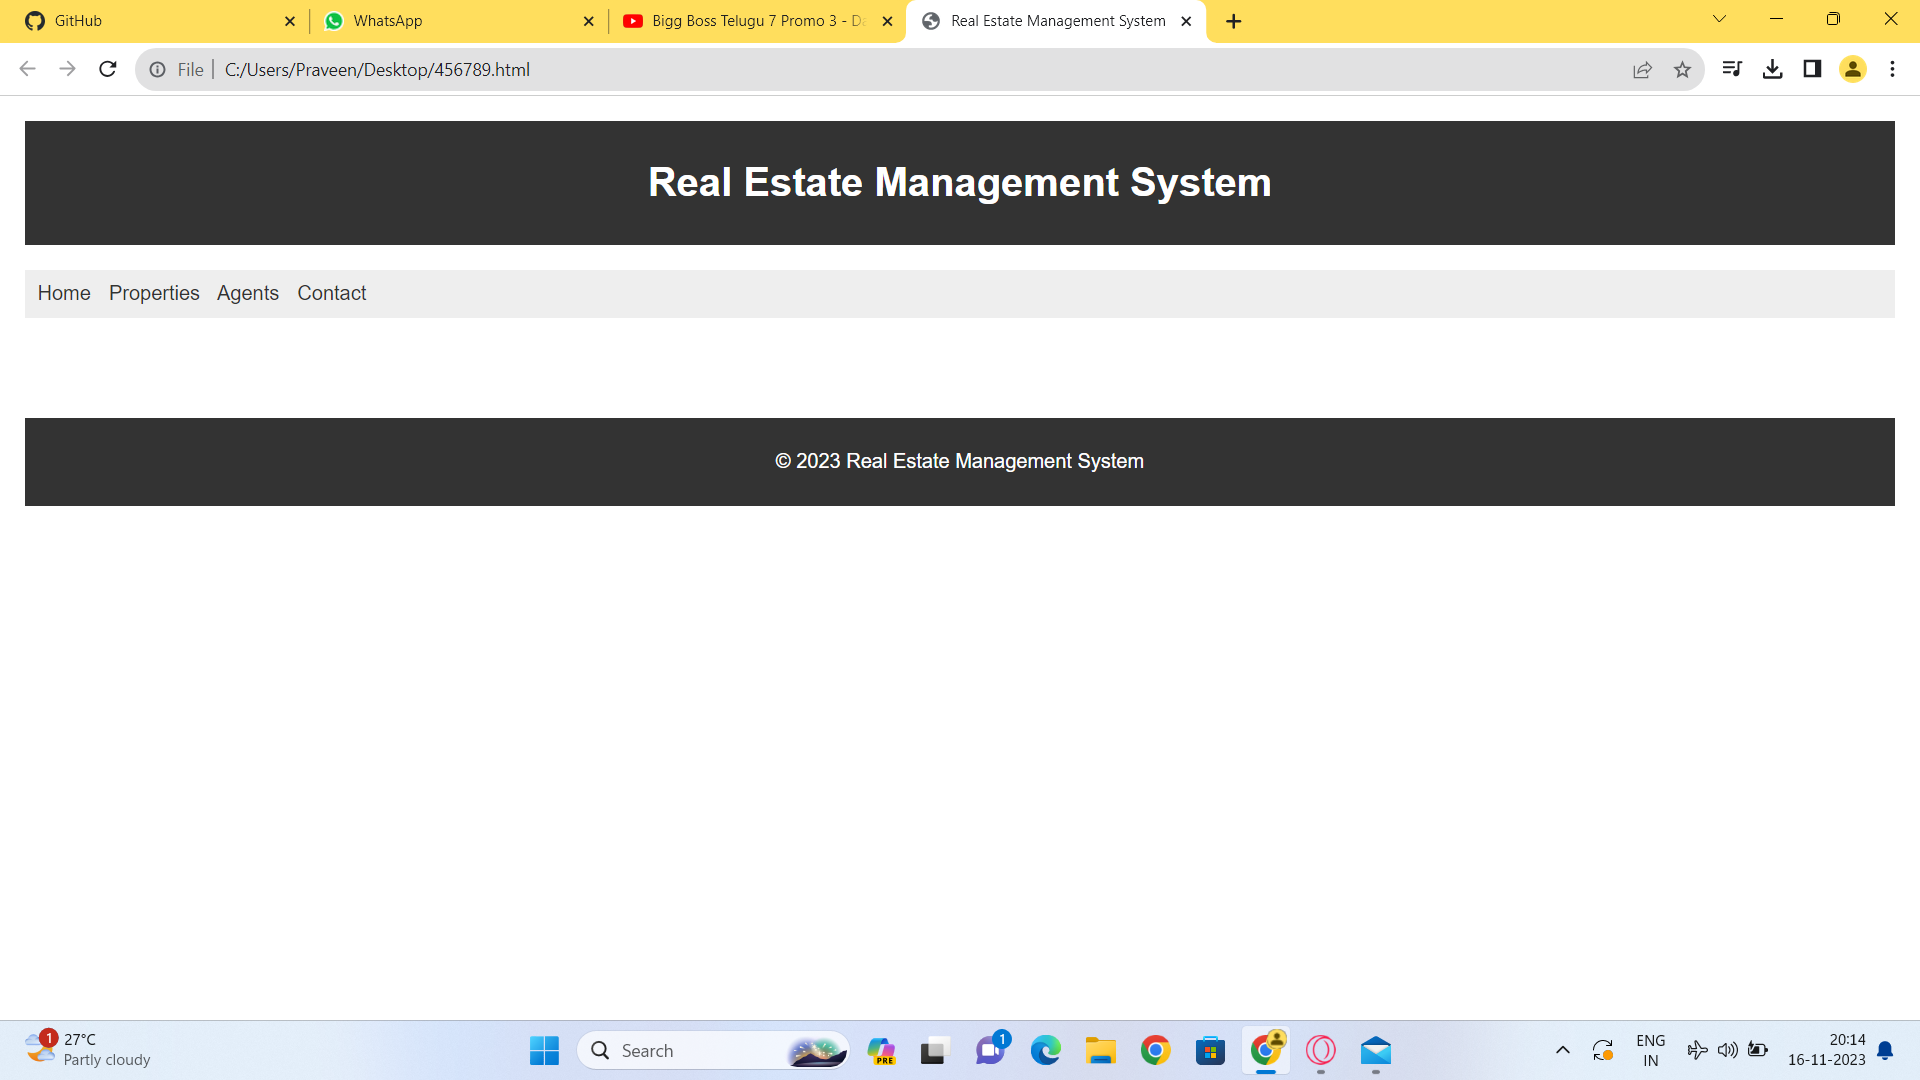 GitHub
WhatsApp
Bigg Boss Telugu 7 Promo 3 - Da
Real Estate Management System
File
C:/Users/Praveen/Desktop/456789.html
Real Estate Management System
Home Properties Agents Contact
© 2023 Real Estate Management System
1
27°C
Partly cloudy
Search
PRE
1
ENG
IN
20:14
16-11-2023